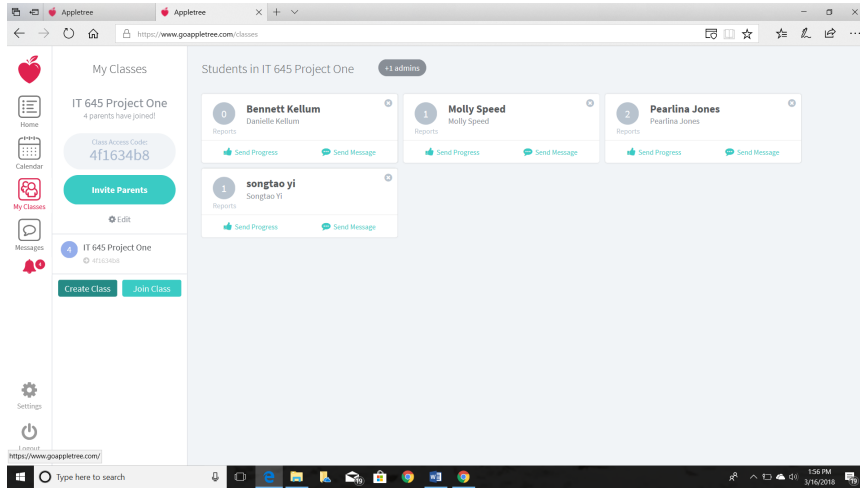 Appletree
Appletree
https://www.goappletree.com/classes
My Classes
Students in IT 645 Project One
+1 admins
IT 645 Project One
4 parents have joined!
Class Access Code:
4f1634b8
Invite Parents
Edit
4
IT 645 Project One
4f1634b8
Create Class
Join Class
Home
Calendar
My Classes
Messages
4
Settings
Logout
0
Reports
Bennett Kellum
Danielle Kellum
Send Progress
Send Message
1
Reports
Molly Speed
Molly Speed
Send Progress
Send Message
2
Reports
Pearlina Jones
Pearlina Jones
Send Progress
Send Message
1
Reports
songtao yi
Songtao Yi
Send Progress
Send Message
https://www.goappletree.com/
Type here to search
19
1:56 PM
3/16/2018
19